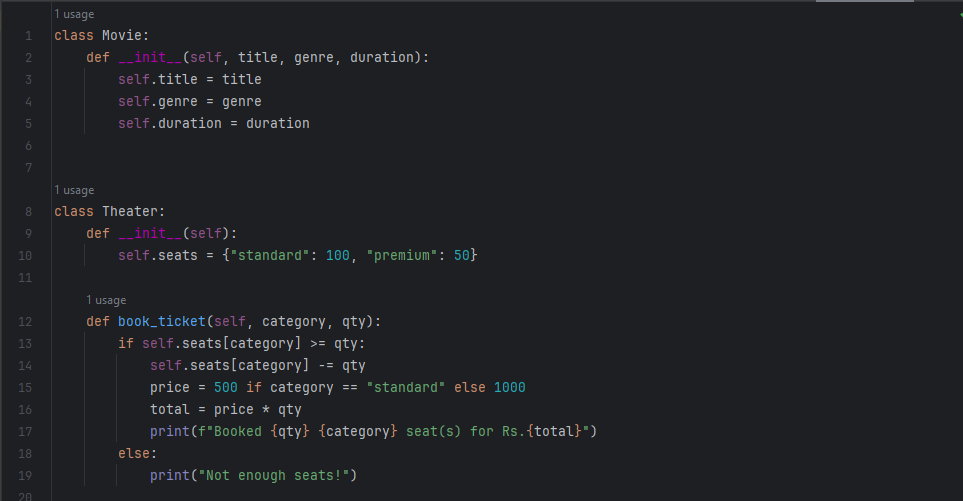 1 usage
1 class Movie:
2 def __init__(self, title, genre, duration):
3 self.title = title
4 self.genre = genre
5 self.duration = duration
6
7
1 usage
8 class Theater:
9 def __init__(self):
10 self.seats = {"standard": 100, "premium": 50}
11
1 usage
12 def book_ticket(self, category, qty):
13 if self.seats[category] >= qty:
14 self.seats[category] -= qty
15 price = 500 if category == "standard" else 1000
16 total = price * qty
17 print(f"Booked {qty} {category} seat(s) for Rs.{total}")
18 else:
19 print("Not enough seats!")
20